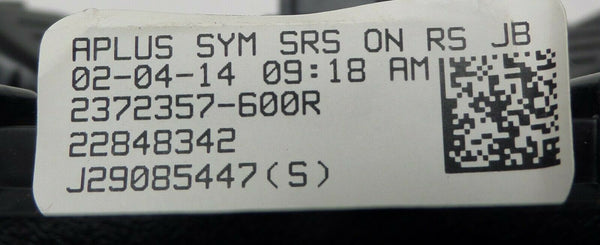 APLUS SYM SRS ON RS JB
02-04-14 09:18 AM
2372357-600R
22848342
J29085447(S)